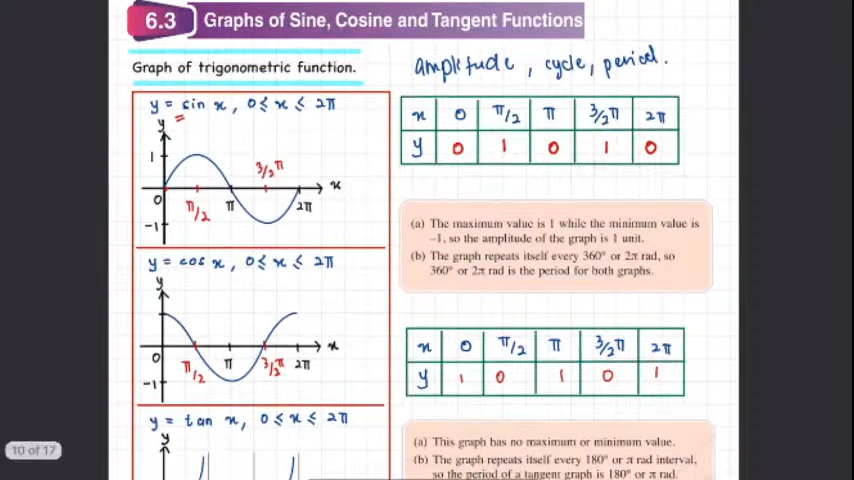 6.3 Graphs of Sine, Cosine and Tangent Functions
Graph of trigonometric function.
amplitude, cycle, period.
y = sin x, 0 ≤ x ≤ 2π
y
1
3/2π
x
0
π/2
π
2π
-1
x 0 π/2 π 3/2π 2π
y 0 1 0 1 0
(a) The maximum value is 1 while the minimum value is
−1, so the amplitude of the graph is 1 unit.
(b) The graph repeats itself every 360° or 2π rad, so
360° or 2π rad is the period for both graphs.
y = cos x, 0 ≤ x ≤ 2π
y
x
0
π/2
π
3/2π
2π
-1
x 0 π/2 π 3/2π 2π
y 1 0 1 0 1
y = tan x, 0 ≤ x ≤ 2π
y
(a) This graph has no maximum or minimum value.
(b) The graph repeats itself every 180° or π rad interval,
so the period of a tangent graph is 180° or π rad.
10 of 17